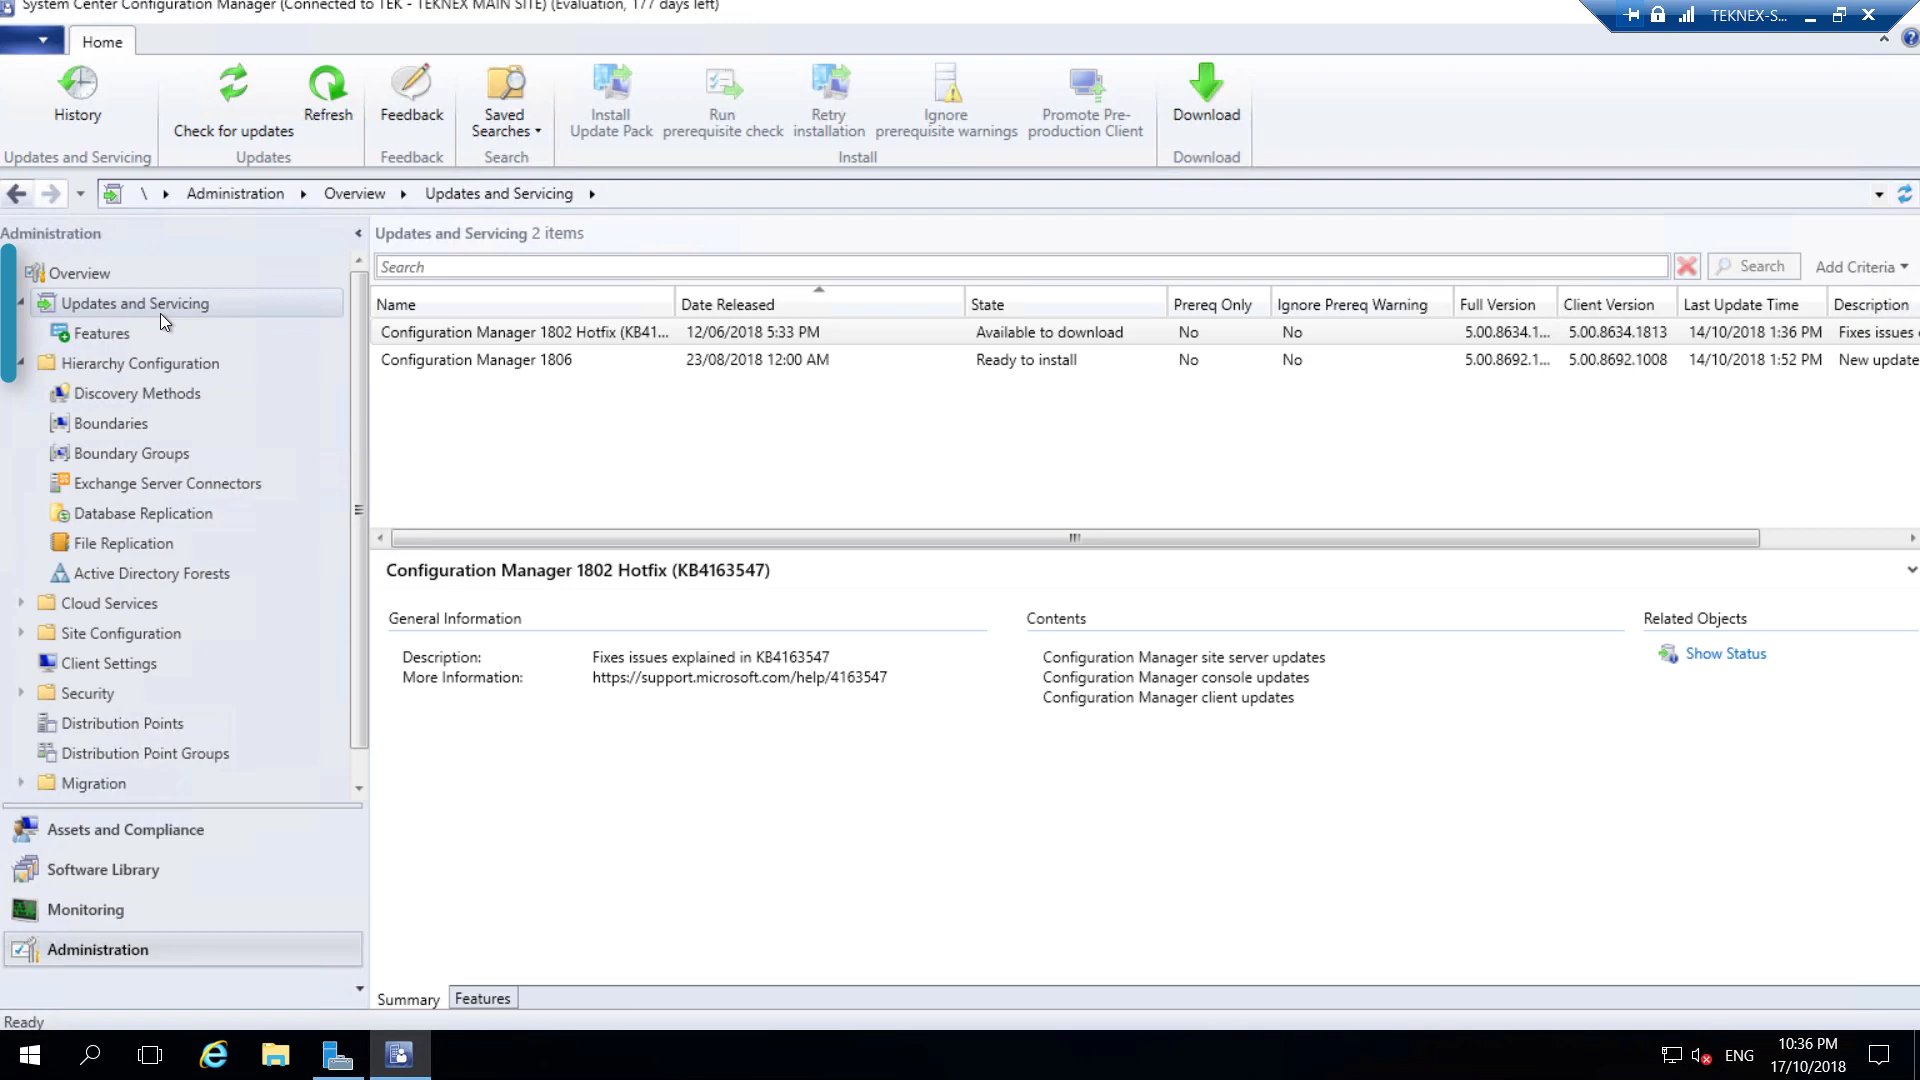 System Center Configuration Manager (Connected to TEK - TEKNEX MAIN SITE) (Evaluation, 177 days left)
TEKNEX-S...
Home
History
Check for updates
Refresh
Feedback
Saved Searches
Install Update Pack
Run prerequisite check
Retry installation
Ignore prerequisite warnings
Promote Pre-production Client
Download
Updates and Servicing
Updates
Feedback
Search
Install
Download
\ Administration Overview Updates and Servicing
Administration
Overview
Updates and Servicing
Features
Hierarchy Configuration
Discovery Methods
Boundaries
Boundary Groups
Exchange Server Connectors
Database Replication
File Replication
Active Directory Forests
Cloud Services
Site Configuration
Client Settings
Security
Distribution Points
Distribution Point Groups
Migration
Assets and Compliance
Software Library
Monitoring
Administration
Updates and Servicing 2 items
Search
Search
Add Criteria
Name Date Released State Prereq Only Ignore Prereq Warning Full Version Client Version Last Update Time Description
Configuration Manager 1802 Hotfix (KB41... 12/06/2018 5:33 PM Available to download No No 5.00.8634.1... 5.00.8634.1813 14/10/2018 1:36 PM Fixes issues
Configuration Manager 1806 23/08/2018 12:00 AM Ready to install No No 5.00.8692.1... 5.00.8692.1008 14/10/2018 1:52 PM New update
Configuration Manager 1802 Hotfix (KB4163547)
General Information
Description: Fixes issues explained in KB4163547
More Information: https://support.microsoft.com/help/4163547
Contents
Configuration Manager site server updates
Configuration Manager console updates
Configuration Manager client updates
Related Objects
Show Status
Summary
Features
Ready
ENG
10:36 PM
17/10/2018